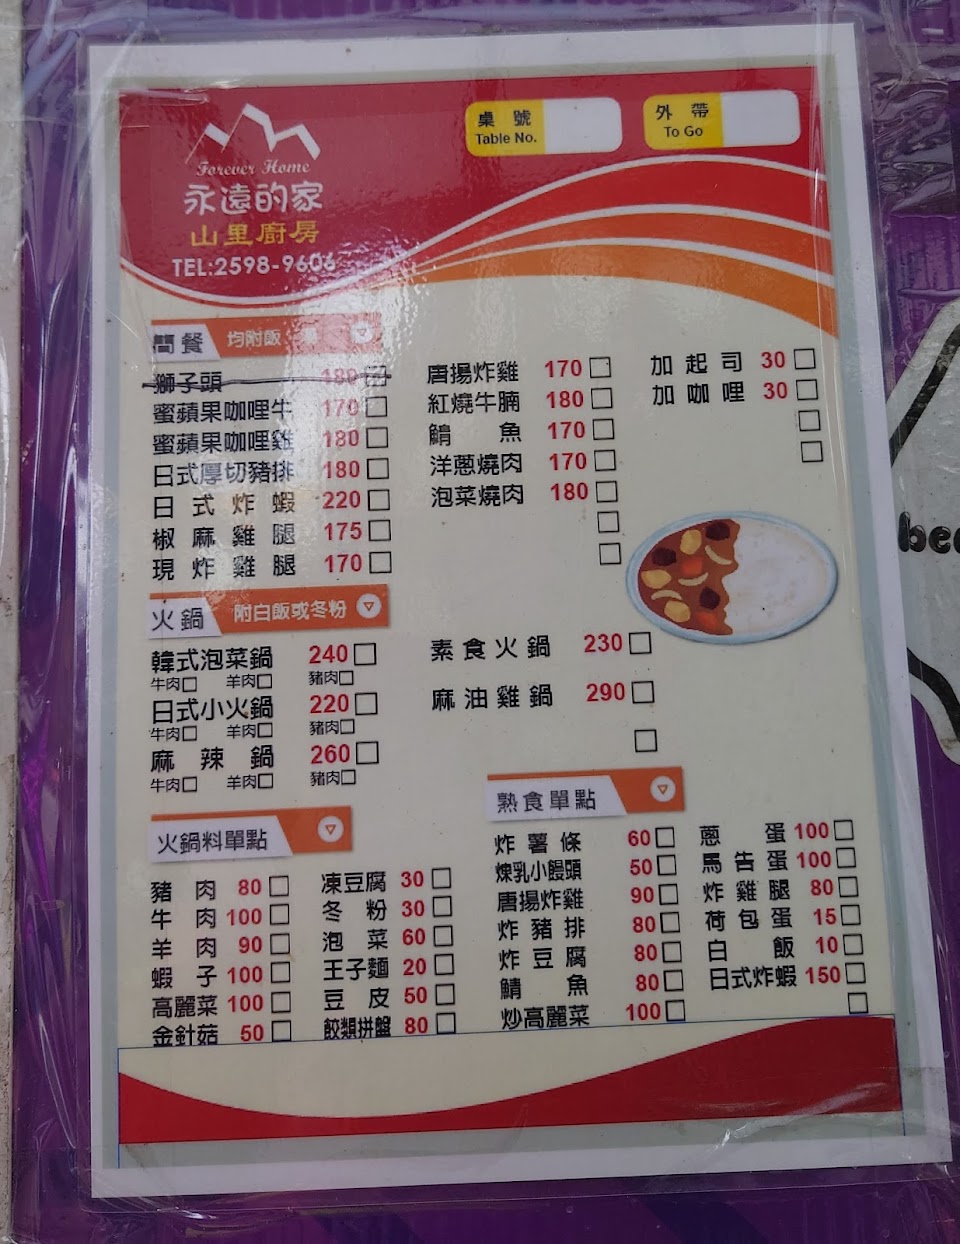 桌號
Table No.
外帶
To Go
Forever Home
永遠的家
山里廚房
TEL:2598-9606
簡餐 均附飯
獅子頭 180
蜜蘋果咖哩牛 170
蜜蘋果咖哩雞 180
日式厚切豬排 180
日式炸蝦 220
椒麻雞腿 175
現炸雞腿 170
唐揚炸雞 170
紅燒牛腩 180
鯖魚 170
洋蔥燒肉 170
泡菜燒肉 180
加起司 30
加咖哩 30
火鍋 附白飯或冬粉
韓式泡菜鍋 240
牛肉 羊肉 豬肉
日式小火鍋 220
牛肉 羊肉 豬肉
麻辣鍋 260
牛肉 羊肉 豬肉
素食火鍋 230
麻油雞鍋 290
火鍋料單點
豬肉 80
牛肉 100
羊肉 90
蝦子 100
高麗菜 100
金針菇 50
凍豆腐 30
冬粉 30
泡菜 60
王子麵 20
豆皮 50
餃類拼盤 80
熟食單點
炸薯條 60
煉乳小饅頭 50
唐揚炸雞 90
炸豬排 80
炸豆腐 80
鯖魚 80
炒高麗菜 100
蔥蛋 100
馬告蛋 100
炸雞腿 80
荷包蛋 15
白飯 10
日式炸蝦 150